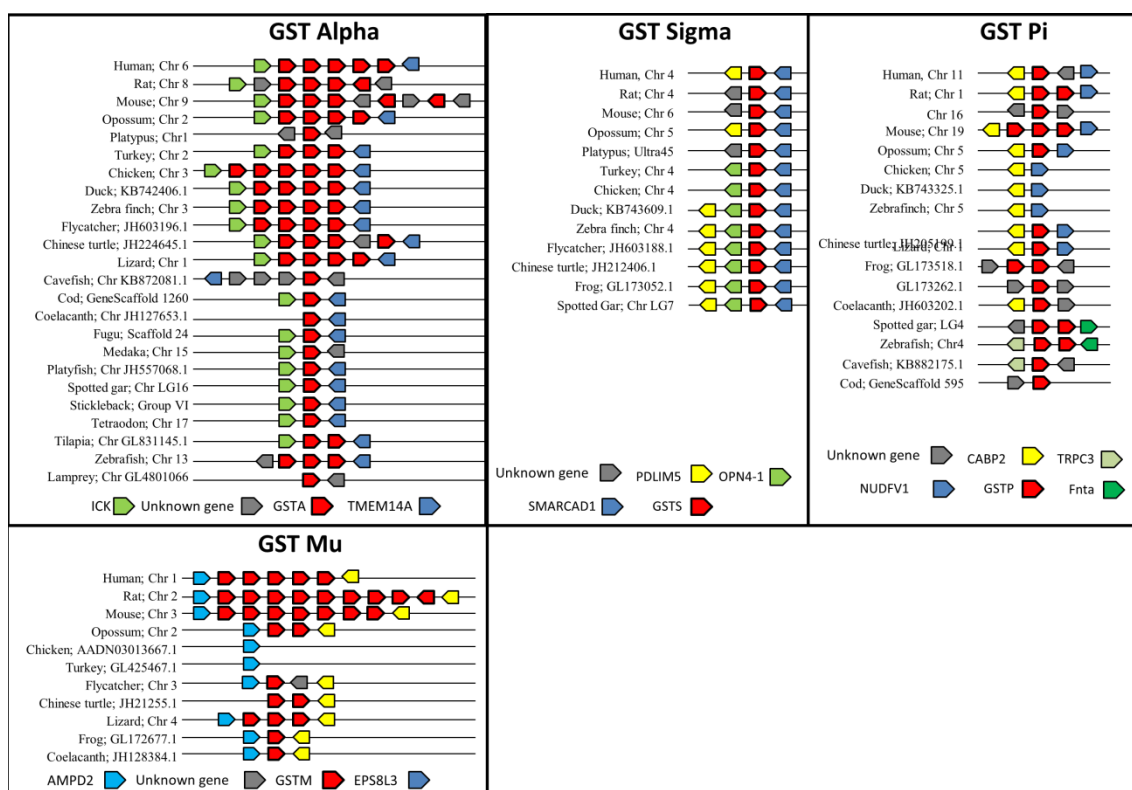 GST Alpha
Human; Chr 6
Rat; Chr 8
Mouse; Chr 9
Opossum; Chr 2
Platypus; Chr1
Turkey; Chr 2
Chicken; Chr 3
Duck; KB742406.1
Zebra finch; Chr 3
Flycatcher; JH603196.1
Chinese turtle; JH224645.1
Lizard; Chr 1
Cavefish; Chr KB872081.1
Cod; GeneScaffold 1260
Coelacanth; Chr JH127653.1
Fugu; Scaffold 24
Medaka; Chr 15
Platyfish; Chr JH557068.1
Spotted gar; Chr LG16
Stickleback; Group VI
Tetraodon; Chr 17
Tilapia; Chr GL831145.1
Zebrafish; Chr 13
Lamprey; Chr GL4801066
ICK Unknown gene GSTA TMEM14A
GST Sigma
Human, Chr 4
Rat; Chr 4
Mouse; Chr 6
Opossum; Chr 5
Platypus; Ultra45
Turkey; Chr 4
Chicken; Chr 4
Duck; KB743609.1
Zebra finch; Chr 4
Flycatcher; JH603188.1
Chinese turtle; JH212406.1
Frog; GL173052.1
Spotted Gar; Chr LG7
Unknown gene PDLIM5 OPN4-1
SMARCAD1 GSTS
GST Pi
Human, Chr 11
Rat; Chr 1
Chr 16
Mouse; Chr 19
Opossum; Chr 5
Chicken; Chr 5
Duck; KB743325.1
Zebrafinch; Chr 5
Chinese turtle; JH205199.1
Lizard; Chr 1
Frog; GL173518.1
GL173262.1
Coelacanth; JH603202.1
Spotted gar; LG4
Zebrafish; Chr4
Cavefish; KB882175.1
Cod; GeneScaffold 595
Unknown gene CABP2 TRPC3
NUDFV1 GSTP Fnta
GST Mu
Human; Chr 1
Rat; Chr 2
Mouse; Chr 3
Opossum; Chr 2
Chicken; AADN03013667.1
Turkey; GL425467.1
Flycatcher; Chr 3
Chinese turtle; JH21255.1
Lizard; Chr 4
Frog; GL172677.1
Coelacanth; JH128384.1
AMPD2 Unknown gene GSTM EPS8L3